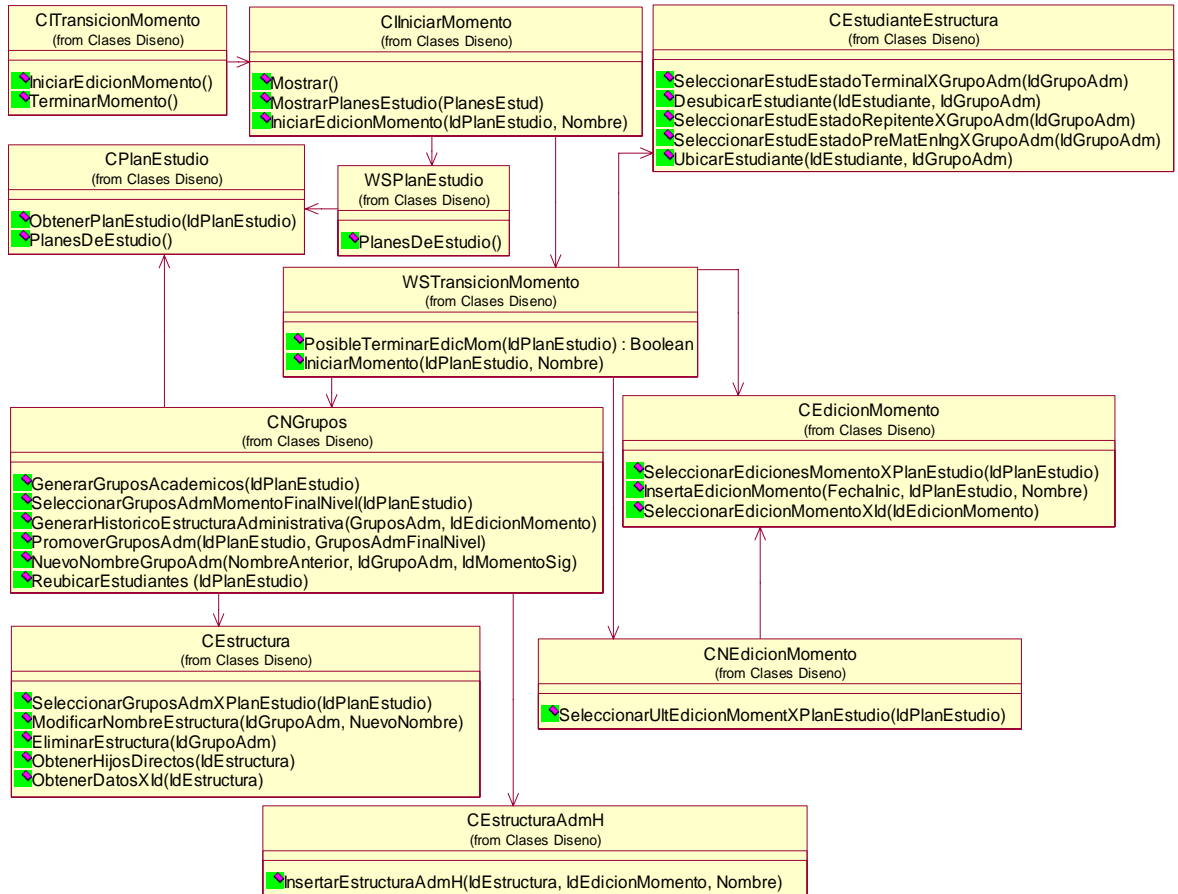 CITransicionMomento
(from Clases Diseno)
IniciarEdicionMomento()
TerminarMomento()
CIIniciarMomento
(from Clases Diseno)
Mostrar()
MostrarPlanesEstudio(PlanesEstud)
IniciarEdicionMomento(IdPlanEstudio, Nombre)
CEstudianteEstructura
(from Clases Diseno)
SeleccionarEstudEstadoTerminalXGrupoAdm(IdGrupoAdm)
DesubicarEstudiante(IdEstudiante, IdGrupoAdm)
SeleccionarEstudEstadoRepitenteXGrupoAdm(IdGrupoAdm)
SeleccionarEstudEstadoPreMatEnIngXGrupoAdm(IdGrupoAdm)
UbicarEstudiante(IdEstudiante, IdGrupoAdm)
CPlanEstudio
(from Clases Diseno)
ObtenerPlanEstudio(IdPlanEstudio)
PlanesDeEstudio()
WSPlanEstudio
(from Clases Diseno)
PlanesDeEstudio()
WSTransicionMomento
(from Clases Diseno)
PosibleTerminarEdicMom(IdPlanEstudio) : Boolean
IniciarMomento(IdPlanEstudio, Nombre)
CNGrupos
(from Clases Diseno)
GenerarGruposAcademicos(IdPlanEstudio)
SeleccionarGruposAdmMomentoFinalNivel(IdPlanEstudio)
GenerarHistoricoEstructuraAdministrativa(GruposAdm, IdEdicionMomento)
PromoverGruposAdm(IdPlanEstudio, GruposAdmFinalNivel)
NuevoNombreGrupoAdm(NombreAnterior, IdGrupoAdm, IdMomentoSig)
ReubicarEstudiantes (IdPlanEstudio)
CEdicionMomento
(from Clases Diseno)
SeleccionarEdicionesMomentoXPlanEstudio(IdPlanEstudio)
InsertaEdicionMomento(FechaInic, IdPlanEstudio, Nombre)
SeleccionarEdicionMomentoXId(IdEdicionMomento)
CEstructura
(from Clases Diseno)
SeleccionarGruposAdmXPlanEstudio(IdPlanEstudio)
ModificarNombreEstructura(IdGrupoAdm, NuevoNombre)
EliminarEstructura(IdGrupoAdm)
ObtenerHijosDirectos(IdEstructura)
ObtenerDatosXId(IdEstructura)
CNEdicionMomento
(from Clases Diseno)
SeleccionarUltEdicionMomentXPlanEstudio(IdPlanEstudio)
CEstructuraAdmH
(from Clases Diseno)
InsertarEstructuraAdmH(IdEstructura, IdEdicionMomento, Nombre)